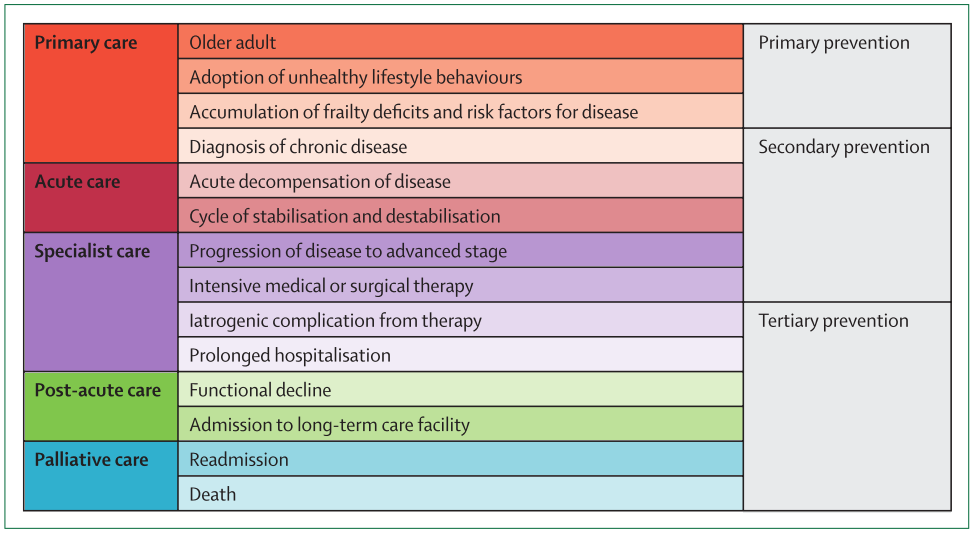 Primary care
Older adult
Primary prevention
Adoption of unhealthy lifestyle behaviours
Accumulation of frailty deficits and risk factors for disease
Diagnosis of chronic disease
Secondary prevention
Acute care
Acute decompensation of disease
Cycle of stabilisation and destabilisation
Specialist care
Progression of disease to advanced stage
Intensive medical or surgical therapy
Iatrogenic complication from therapy
Tertiary prevention
Prolonged hospitalisation
Post-acute care
Functional decline
Admission to long-term care facility
Palliative care
Readmission
Death